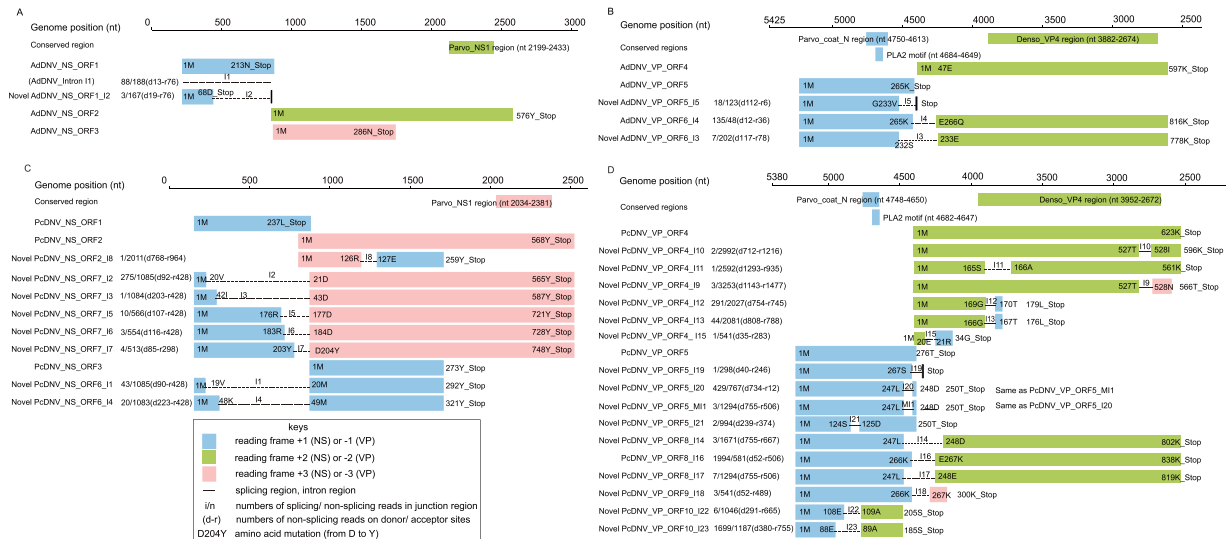 A
Genome position (nt)
0 500 1000 1500 2000 2500 3000
Conserved region
Parvo_NS1 region (nt 2199-2433)
AdDNV_NS_ORF1 1M 213N_Stop
(AdDNV_Intron I1) 88/188(d13-r76) I1
Novel AdDNV_NS_ORF1_I2 3/167(d19-r76) 1M 68D_Stop I2
AdDNV_NS_ORF2 1M 576Y_Stop
AdDNV_NS_ORF3 1M 286N_Stop
B
Genome position (nt)
5425 5000 4500 4000 3500 3000 2500
Conserved regions
Parvo_coat_N region (nt 4750-4613) Denso_VP4 region (nt 3882-2674)
PLA2 motif (nt 4684-4649)
AdDNV_VP_ORF4 1M 47E 597K_Stop
AdDNV_VP_ORF5 1M 265K_Stop
Novel AdDNV_VP_ORF5_I5 18/123(d112-r6) 1M G233V I5 Stop
AdDNV_VP_ORF6_I4 135/48(d12-r36) 1M 265K I4 E266Q 816K_Stop
Novel AdDNV_VP_ORF6_I3 7/202(d117-r78) 1M 232S I3 233E 778K_Stop
C
Genome position (nt)
0 500 1000 1500 2000 2500
Conserved region
Parvo_NS1 region (nt 2034-2381)
PcDNV_NS_ORF1 1M 237L_Stop
PcDNV_NS_ORF2 1M 568Y_Stop
Novel PcDNV_NS_ORF2_I8 1/2011(d768-r964) 1M 126R I8 127E 259Y_Stop
Novel PcDNV_NS_ORF7_I2 275/1085(d92-r428) 1M 20V I2 21D 565Y_Stop
Novel PcDNV_NS_ORF7_I3 1/1084(d203-r428) 1M 42I I3 43D 587Y_Stop
Novel PcDNV_NS_ORF7_I5 10/566(d107-r428) 1M 176R I5 177D 721Y_Stop
Novel PcDNV_NS_ORF7_I6 3/554(d116-r428) 1M 183R I6 184D 728Y_Stop
Novel PcDNV_NS_ORF7_I7 4/513(d85-r298) 1M 203Y I7 D204Y 748Y_Stop
PcDNV_NS_ORF3 1M 273Y_Stop
Novel PcDNV_NS_ORF6_I1 43/1085(d90-r428) 1M 19V I1 20M 292Y_Stop
Novel PcDNV_NS_ORF6_I4 20/1083(d223-r428) 1M 48K I4 49M 321Y_Stop
keys
reading frame +1 (NS) or -1 (VP)
reading frame +2 (NS) or -2 (VP)
reading frame +3 (NS) or -3 (VP)
splicing region, intron region
i/n numbers of splicing/ non-splicing reads in junction region
(d-r) numbers of non-splicing reads on donor/ acceptor sites
D204Y amino acid mutation (from D to Y)
D
Genome position (nt)
5380 5000 4500 4000 3500 3000 2500
Conserved regions
Parvo_coat_N region (nt 4748-4650) Denso_VP4 region (nt 3952-2672)
PLA2 motif (nt 4682-4647)
PcDNV_VP_ORF4 1M 623K_Stop
Novel PcDNV_VP_ORF4_I10 2/2992(d712-r1216) 1M 527T I10 528I 596K_Stop
Novel PcDNV_VP_ORF4_I11 1/2592(d1293-r935) 1M 165S I11 166A 561K_Stop
Novel PcDNV_VP_ORF4_I9 3/3253(d1143-r1477) 1M 527T I9 528N 566T_Stop
Novel PcDNV_VP_ORF4_I12 291/2027(d754-r745) 1M 169G I12 170T 179L_Stop
Novel PcDNV_VP_ORF4_I13 44/2081(d808-r788) 1M 166G I13 167T 176L_Stop
Novel PcDNV_VP_ORF4_I15 1/541(d35-r283) 1M 20E I15 21R 34G_Stop
PcDNV_VP_ORF5 1M 276T_Stop
Novel PcDNV_VP_ORF5_I19 1/298(d40-r246) 1M 267S I19 Stop
Novel PcDNV_VP_ORF5_I20 429/767(d734-r12) 1M 247L I20 248D 250T_Stop Same as PcDNV_VP_ORF5_MI1
Novel PcDNV_VP_ORF5_MI1 3/1294(d755-r506) 1M 247L MI1 248D 250T_Stop Same as PcDNV_VP_ORF5_I20
Novel PcDNV_VP_ORF5_I21 2/994(d239-r374) 1M 124S I21 125D 250T_Stop
Novel PcDNV_VP_ORF8_I14 3/1671(d755-r667) 1M 247L I14 248D 802K_Stop
PcDNV_VP_ORF8_I16 1994/581(d52-r506) 1M 266K I16 E267K 838K_Stop
Novel PcDNV_VP_ORF8_I17 7/1294(d755-r506) 1M 247L I17 248E 819K_Stop
Novel PcDNV_VP_ORF9_I18 3/541(d52-r489) 1M 266K I18 267K 300K_Stop
Novel PcDNV_VP_ORF10_I22 6/1046(d291-r665) 1M 108E I22 109A 205S_Stop
Novel PcDNV_VP_ORF10_I23 1699/1187(d380-r755) 1M 88E I23 89A 185S_Stop